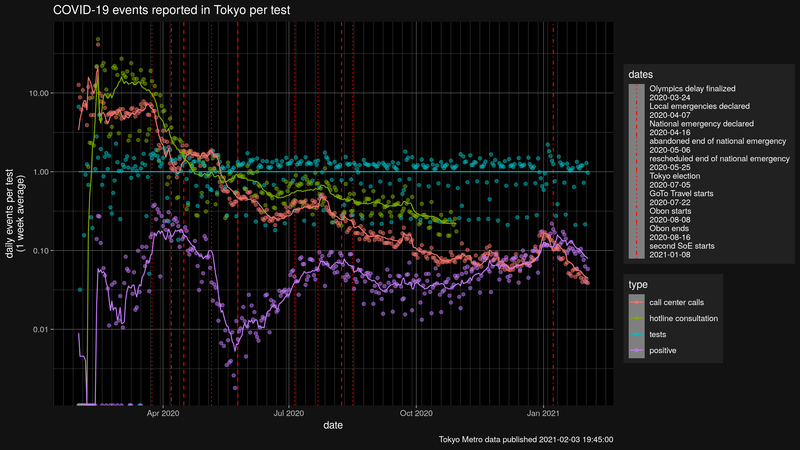 COVID-19 events reported in Tokyo per test
daily events per test
(1 week average)
10.00
1.00
0.10
0.01
Apr 2020
Jul 2020
Oct 2020
Jan 2021
date
Tokyo Metro data published 2021-02-03 19:45:00
dates
Olympics delay finalized
2020-03-24
Local emergencies declared
2020-04-07
National emergency declared
2020-04-16
abandoned end of national emergency
2020-05-06
rescheduled end of national emergency
2020-05-25
Tokyo election
2020-07-05
GoTo Travel starts
2020-07-22
Obon starts
2020-08-08
Obon ends
2020-08-16
second SoE starts
2021-01-08
type
call center calls
hotline consultation
tests
positive